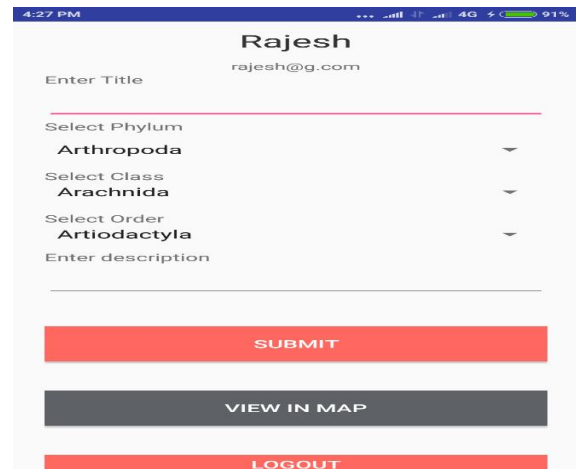 4:27 PM ... 4G 91%
Rajesh
rajesh@g.com
Enter Title
Select Phylum
Arthropoda
Select Class
Arachnida
Select Order
Artiodactyla
Enter description
SUBMIT
VIEW IN MAP
LOGOUT